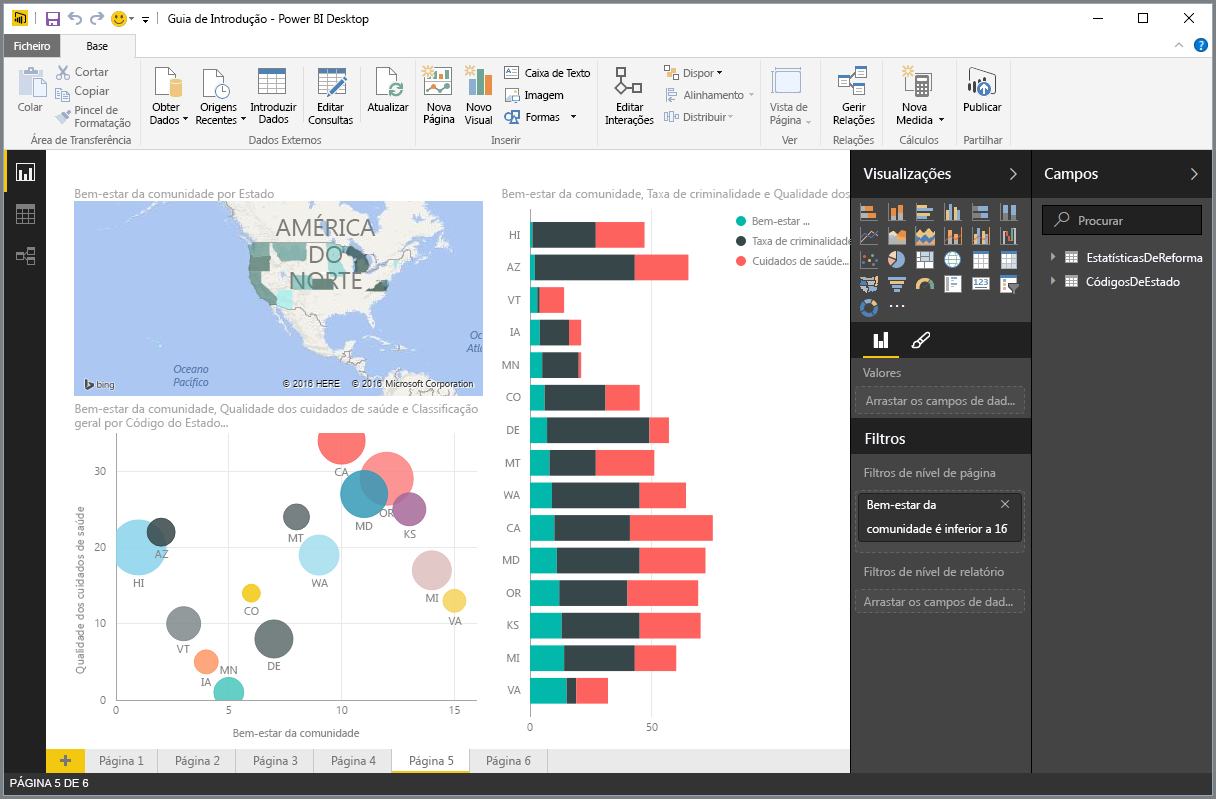 Guia de Introdução - Power BI Desktop
Ficheiro
Base
Colar
Cortar
Copiar
Pincel de
Formatação
Área de Transferência
Obter
Dados
Origens
Recentes
Introduzir
Dados
Editar
Consultas
Dados Externos
Atualizar
Nova
Página
Novo
Visual
Caixa de Texto
Imagem
Formas
Inserir
Editar
Interações
Dispor
Alinhamento
Distribuir
Vista de
Página
Ver
Gerir
Relações
Relações
Nova
Medida
Cálculos
Publicar
Partilhar
Bem-estar da comunidade por Estado
AMÉRICA
DO
NORTE
Oceano
Pacífico
Oc
Atlâ
bing
© 2016 HERE © 2016 Microsoft Corporation
Bem-estar da comunidade, Qualidade dos cuidados de saúde e Classificação
geral por Código do Estado...
Qualidade dos cuidados de saúde
30
20
10
0
CA
OR
MD
KS
AZ
MT
HI
WA
MI
CO
VA
VT
DE
IA
MN
0
5
10
15
Bem-estar da comunidade
Bem-estar da comunidade, Taxa de criminalidade e Qualidade dos
Bem-estar ...
Taxa de criminalidade
Cuidados de saúde...
HI
AZ
VT
IA
MN
CO
DE
MT
WA
CA
MD
OR
KS
MI
VA
0
50
Visualizações
123
Valores
Arrastar os campos de dad...
Filtros
Filtros de nível de página
Bem-estar da
comunidade é inferior a 16
Filtros de nível de relatório
Arrastar os campos de dad...
Campos
Procurar
EstatísticasDeReforma
CódigosDeEstado
Página 1
Página 2
Página 3
Página 4
Página 5
Página 6
PÁGINA 5 DE 6